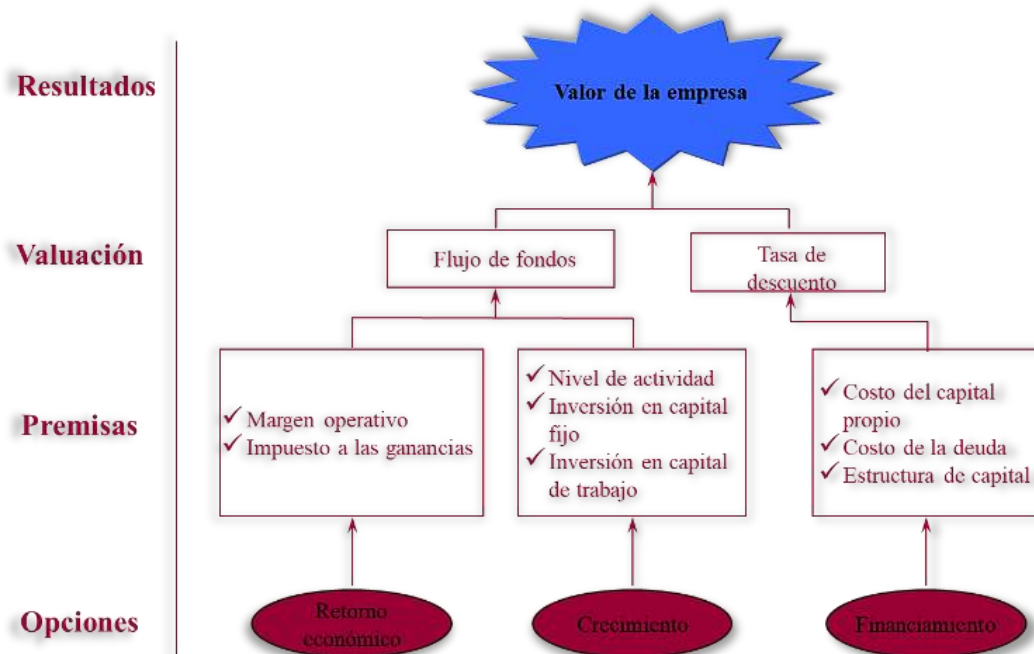 Resultados
Valor de la empresa
Valuación
Flujo de fondos
Tasa de
descuento
Premisas
✓ Margen operativo
✓ Impuesto a las ganancias
✓ Nivel de actividad
✓ Inversión en capital
fijo
✓ Inversión en capital
de trabajo
✓ Costo del capital
propio
✓ Costo de la deuda
✓ Estructura de capital
Opciones
Retorno
económico
Crecimiento
Financiamiento